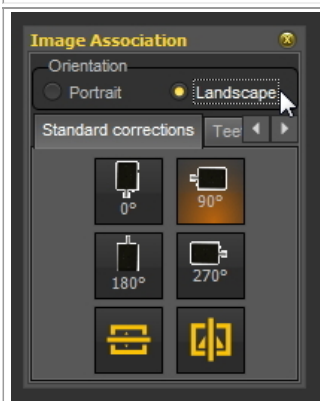 Image Association
Orientation
Portrait
Landscape
Standard corrections
0°
90°
180°
270°